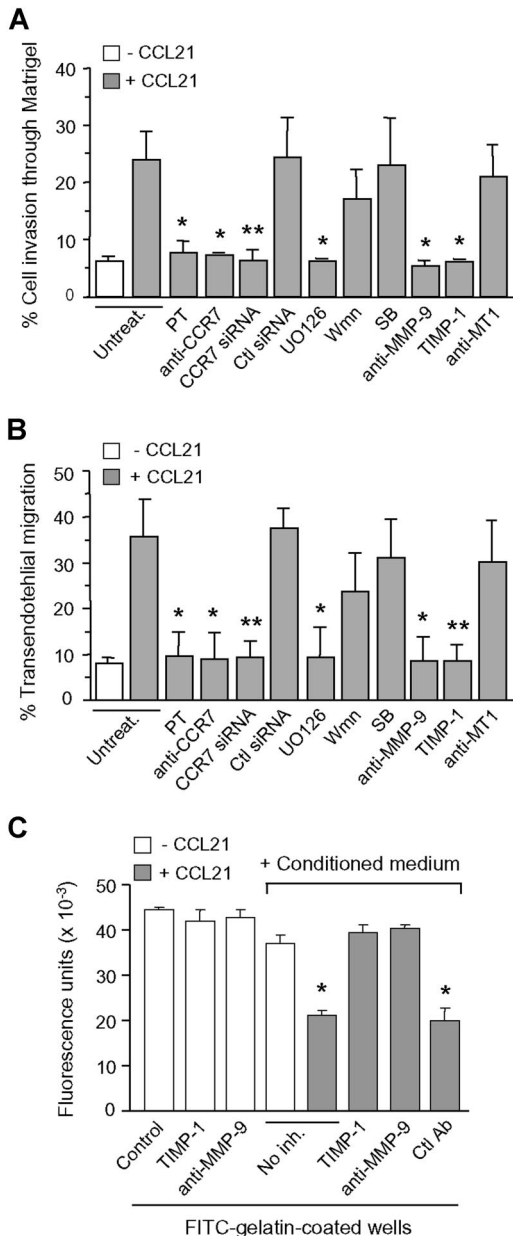 A
- CCL21
+ CCL21
% Cell invasion through Matrigel
40
30
20
10
0
* * ** * * *
Untreat.
PT
anti-CCR7
CCR7 siRNA
Ctl siRNA
UO126
Wmn
SB
anti-MMP-9
TIMP-1
anti-MT1
B
- CCL21
+ CCL21
% Transendotehlial migration
50
40
30
20
10
0
* * ** * * **
Untreat.
PT
anti-CCR7
CCR7 siRNA
Ctl siRNA
UO126
Wmn
SB
anti-MMP-9
TIMP-1
anti-MT1
C
- CCL21
+ CCL21
+ Conditioned medium
Fluorescence units (x 10⁻³)
50
40
30
20
10
0
* *
Control
TIMP-1
anti-MMP-9
No inh.
TIMP-1
anti-MMP-9
Ctl Ab
FITC-gelatin-coated wells